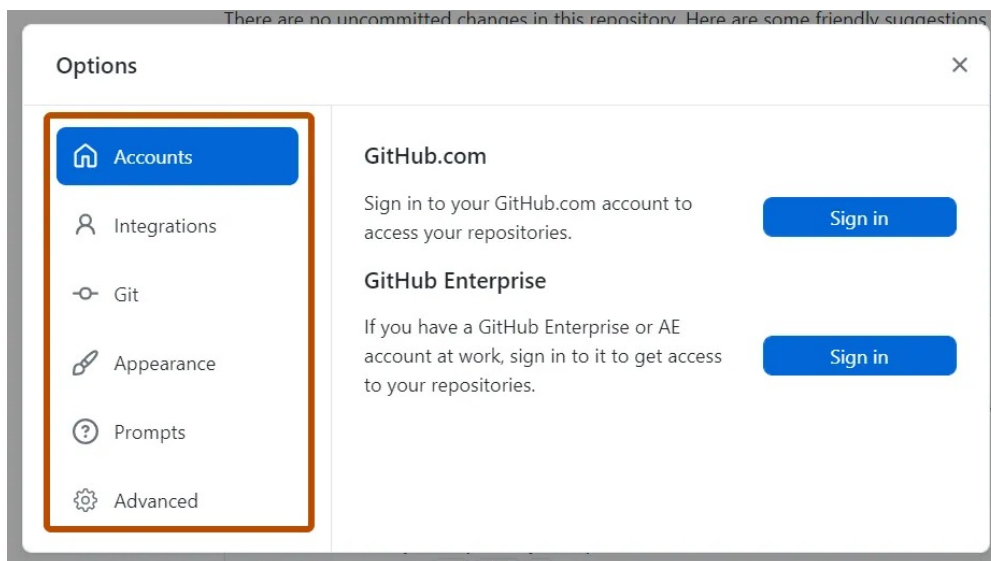 There are no uncommitted changes in this repository. Here are some friendly suggestions
Options
Accounts
Integrations
Git
Appearance
Prompts
Advanced
GitHub.com
Sign in to your GitHub.com account to
access your repositories.
Sign in
GitHub Enterprise
If you have a GitHub Enterprise or AE
account at work, sign in to it to get access
to your repositories.
Sign in